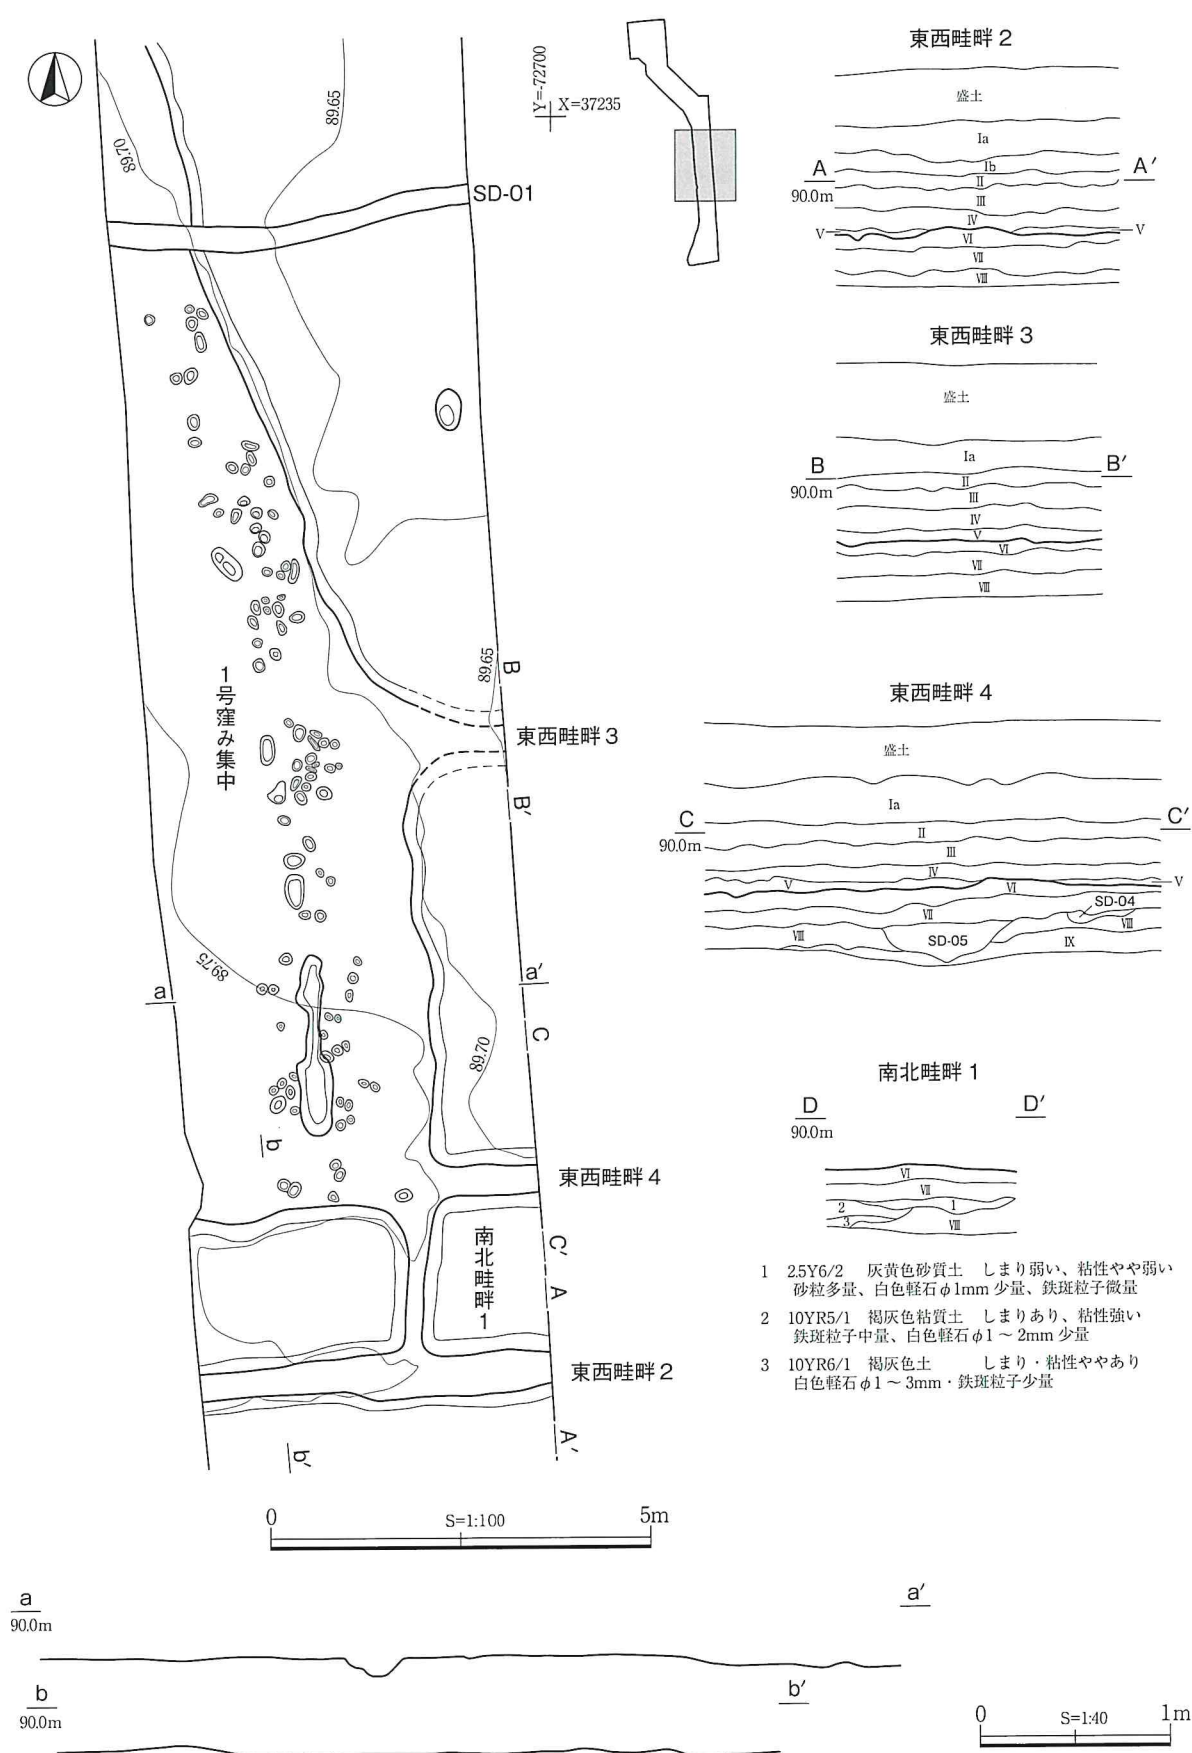 89.70
89.65
Y=-72700
X=37235
SD-01
1号窪み集中
89.65
B
東西畦畔3
B′
89.75
a
a′
C
89.70
b
東西畦畔4
南北畦畔1
C′
A
東西畦畔2
A′
b′
0
S=1:100
5m
東西畦畔2
盛土
Ia
Ib
A
A′
90.0m
Ⅱ
Ⅲ
Ⅳ
V
V
Ⅵ
Ⅶ
Ⅷ
東西畦畔3
盛土
Ia
B
B′
90.0m
Ⅱ
Ⅲ
Ⅳ
V
Ⅵ
Ⅶ
Ⅷ
東西畦畔4
盛土
Ia
C
C′
90.0m
Ⅱ
Ⅲ
Ⅳ
V
V
Ⅵ
SD-04
Ⅶ
Ⅷ
Ⅷ
SD-05
Ⅸ
南北畦畔1
D
D′
90.0m
Ⅵ
Ⅶ
2
1
3
Ⅷ
1 2.5Y6/2 灰黄色砂質土 しまり弱い、粘性やや弱い
砂粒多量、白色軽石φ1mm少量、鉄斑粒子微量
2 10YR5/1 褐灰色粘質土 しまりあり、粘性強い
鉄斑粒子中量、白色軽石φ1～2mm少量
3 10YR6/1 褐灰色土 しまり・粘性ややあり
白色軽石φ1～3mm・鉄斑粒子少量
a
a′
90.0m
b
b′
90.0m
0
S=1:40
1m